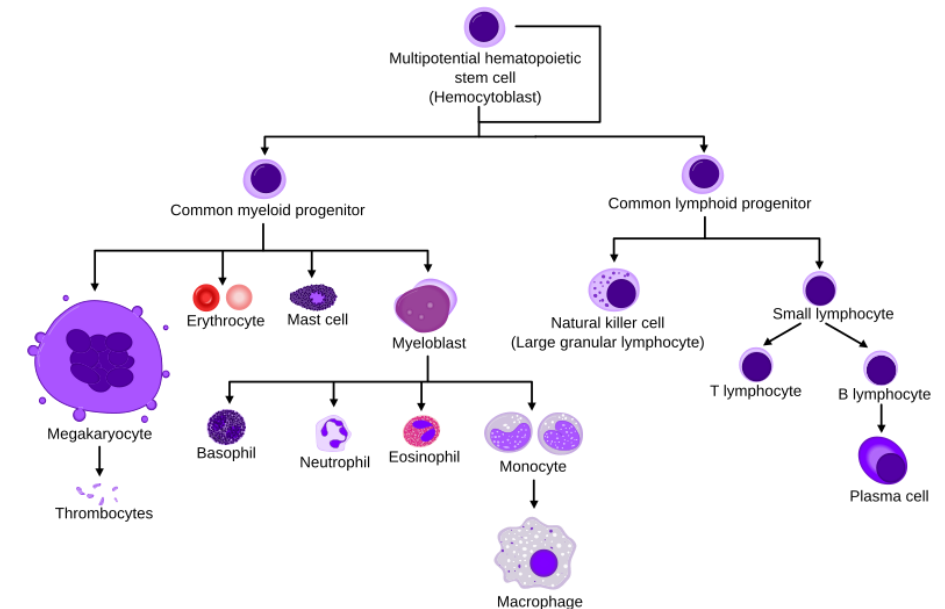 Multipotential hematopoietic
stem cell
(Hemocytoblast)
Common myeloid progenitor
Common lymphoid progenitor
Erythrocyte
Mast cell
Myeloblast
Natural killer cell
(Large granular lymphocyte)
Small lymphocyte
T lymphocyte
B lymphocyte
Megakaryocyte
Basophil
Neutrophil
Eosinophil
Monocyte
Plasma cell
Thrombocytes
Macrophage